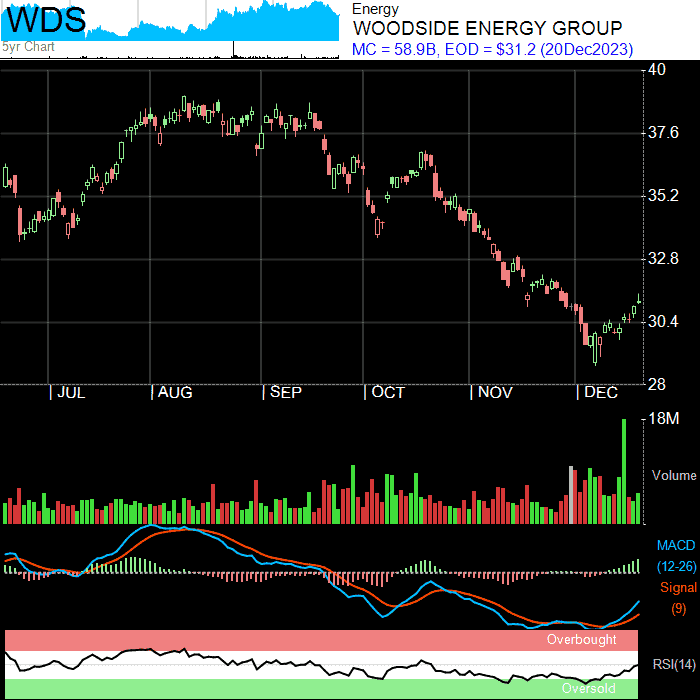 WDS
5yr Chart
Energy
WOODSIDE ENERGY GROUP
MC = 58.9B, EOD = $31.2 (20Dec2023)
40
37.6
35.2
32.8
30.4
28
JUL AUG SEP OCT NOV DEC
18M
Volume
MACD
(12-26)
Signal
(9)
Overbought
RSI(14)
Oversold